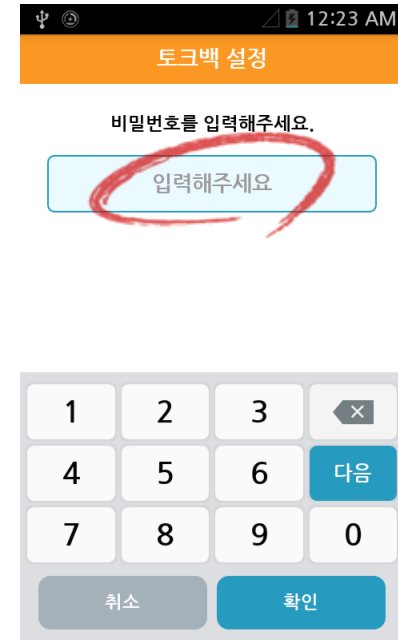 12:23 AM
토크백 설정
비밀번호를 입력해주세요.
입력해주세요
1 2 3
4 5 6 다음
7 8 9 0
취소 확인